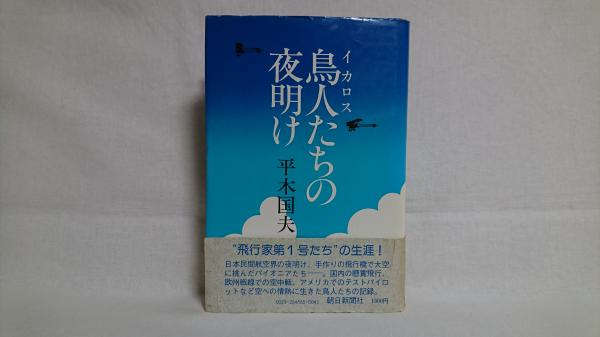 イカロス
鳥人たちの
夜明け
平木国夫
“飛行家第1号たち”の生涯!
日本民間航空界の夜明け、手作りの飛行機で大空
に挑んだパイオニアたち――。国内の懸賞飛行、
欧州戦線での空中戦、アメリカでのテストパイロ
ットなど空への情熱に生きた鳥人たちの記録。
朝日新聞社 1300円